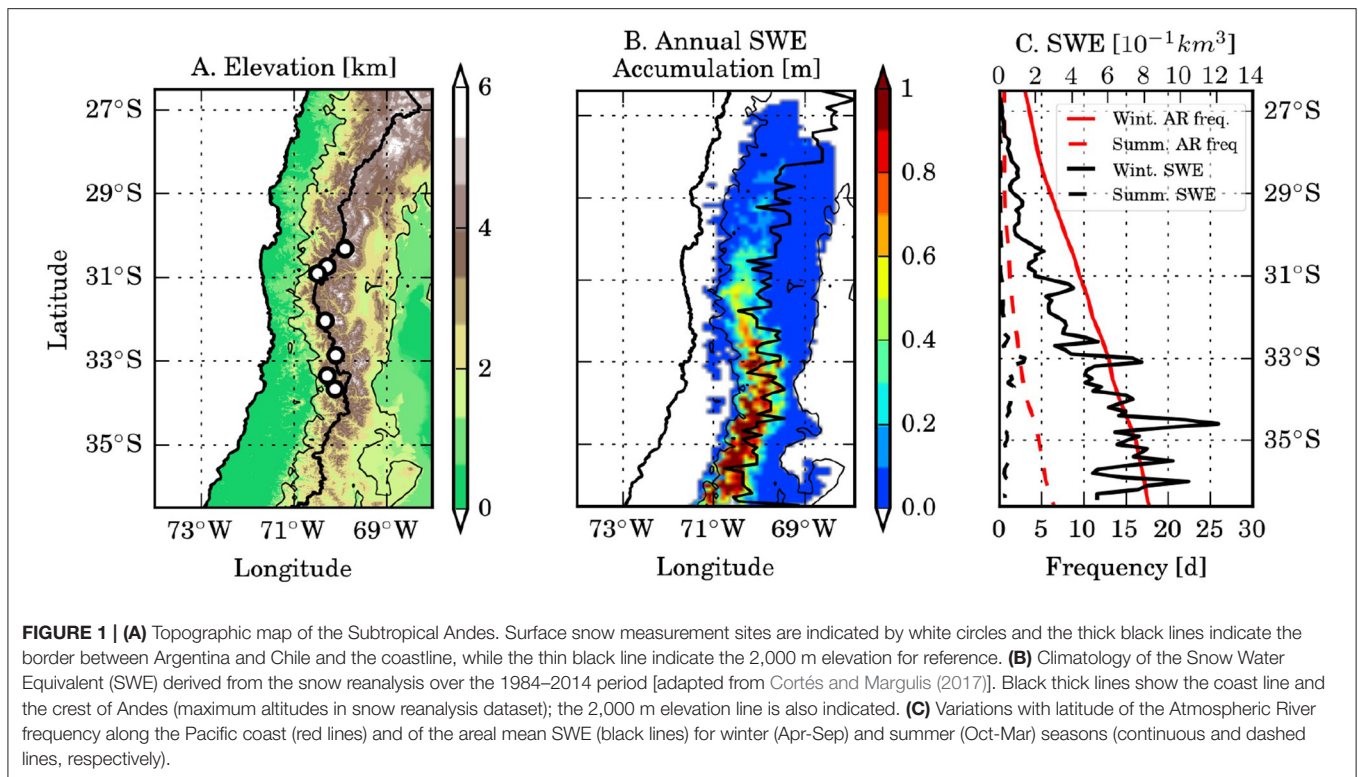 A. Elevation [km]
27°S
29°S
31°S
33°S
35°S
Latitude
73°W 71°W 69°W
Longitude
6
4
2
0
B. Annual SWE
Accumulation [m]
73°W 71°W 69°W
Longitude
1
0.8
0.6
0.4
0.2
0.0
C. SWE [10⁻¹ km³]
0 2 4 6 8 10 12 14
Wint. AR freq.
Summ. AR freq
Wint. SWE
Summ. SWE
27°S
29°S
31°S
33°S
35°S
0 5 10 15 20 25 30
Frequency [d]
FIGURE 1 | (A) Topographic map of the Subtropical Andes. Surface snow measurement sites are indicated by white circles and the thick black lines indicate the
border between Argentina and Chile and the coastline, while the thin black line indicate the 2,000 m elevation for reference. (B) Climatology of the Snow Water
Equivalent (SWE) derived from the snow reanalysis over the 1984–2014 period [adapted from Cortés and Margulis (2017)]. Black thick lines show the coast line and
the crest of Andes (maximum altitudes in snow reanalysis dataset); the 2,000 m elevation line is also indicated. (C) Variations with latitude of the Atmospheric River
frequency along the Pacific coast (red lines) and of the areal mean SWE (black lines) for winter (Apr-Sep) and summer (Oct-Mar) seasons (continuous and dashed
lines, respectively).